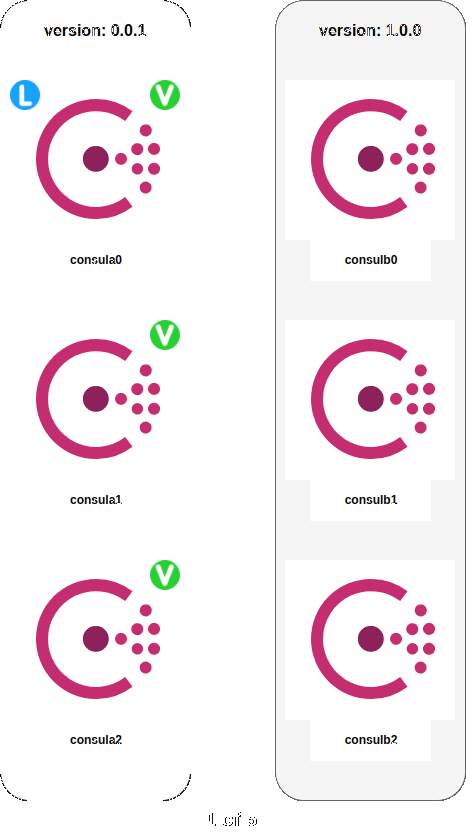 version: 0.0.1
L
V
consula0
V
consula1
V
consula2
version: 1.0.0
consulb0
consulb1
consulb2